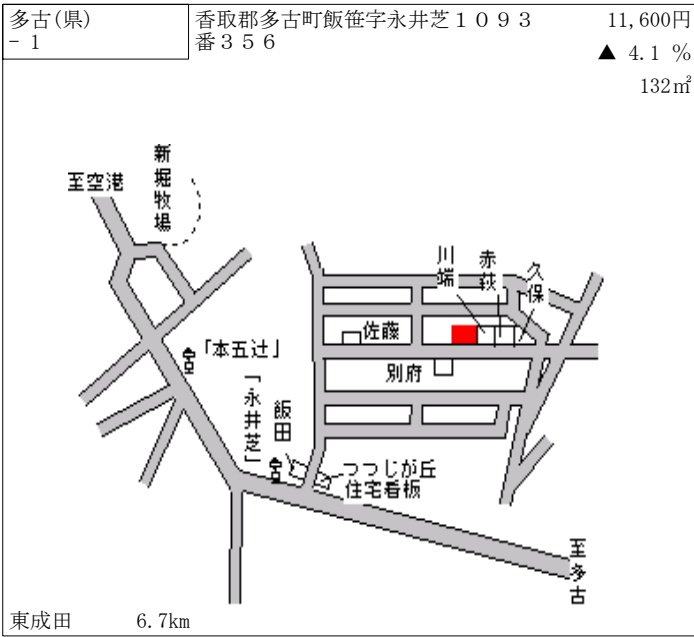 多古(県)
- 1
香取郡多古町飯笹字永井芝１０９３
番３５６
11,600円
▲ 4.1 %
132㎡
至空港
新堀牧場
川端
赤荻
久保
佐藤
「本五辻」
別府
「永井芝」
飯田
つつじが丘
住宅看板
至多古
東成田 6.7km